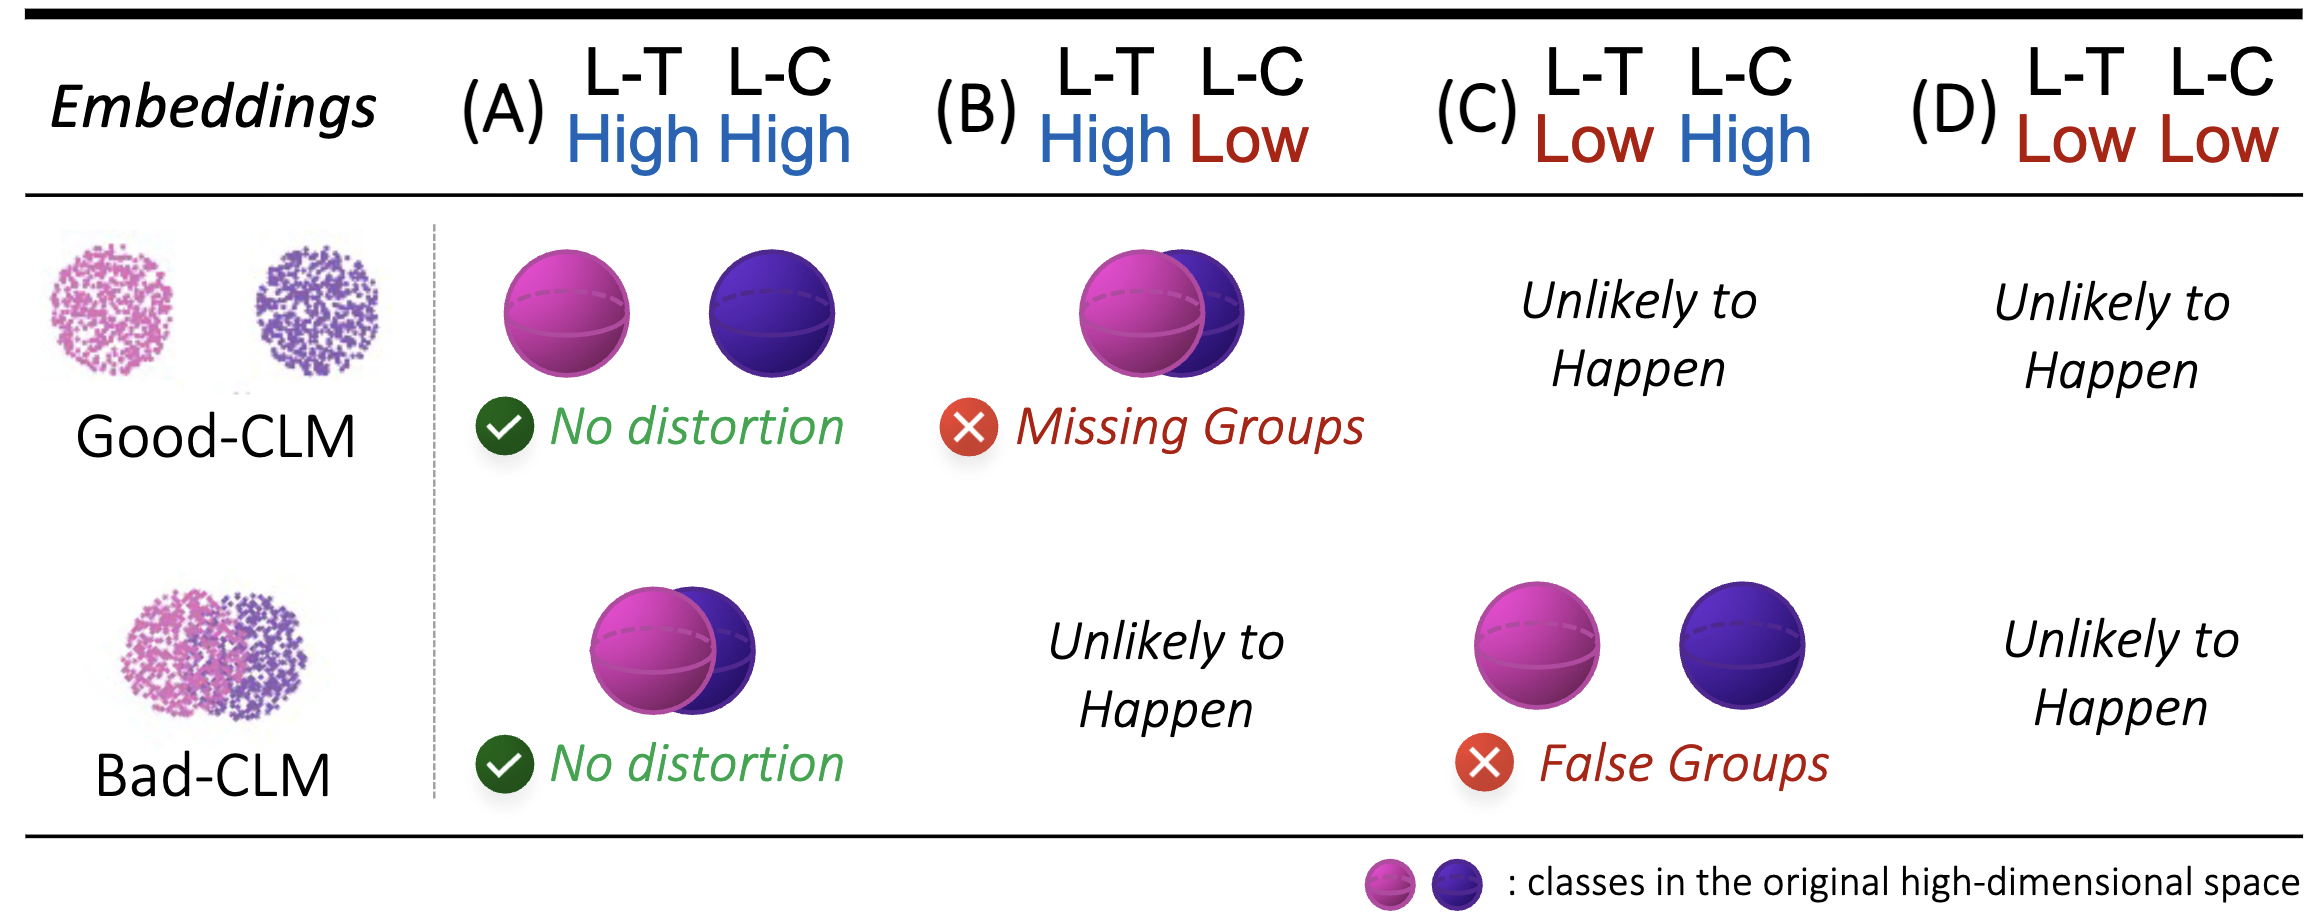 Embeddings
(A) L-T L-C
High High
(B) L-T L-C
High Low
(C) L-T L-C
Low High
(D) L-T L-C
Low Low
Good-CLM
No distortion
Missing Groups
Unlikely to
Happen
Unlikely to
Happen
Bad-CLM
No distortion
Unlikely to
Happen
False Groups
Unlikely to
Happen
: classes in the original high-dimensional space